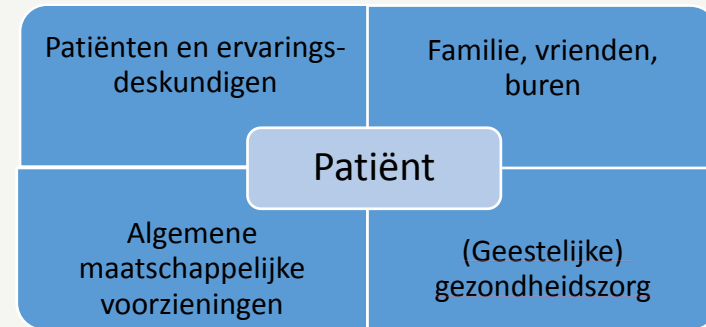 Patiënten en ervarings-
deskundigen
Familie, vrienden,
buren
Patiënt
Algemene
maatschappelijke
voorzieningen
(Geestelijke)
gezondheidszorg